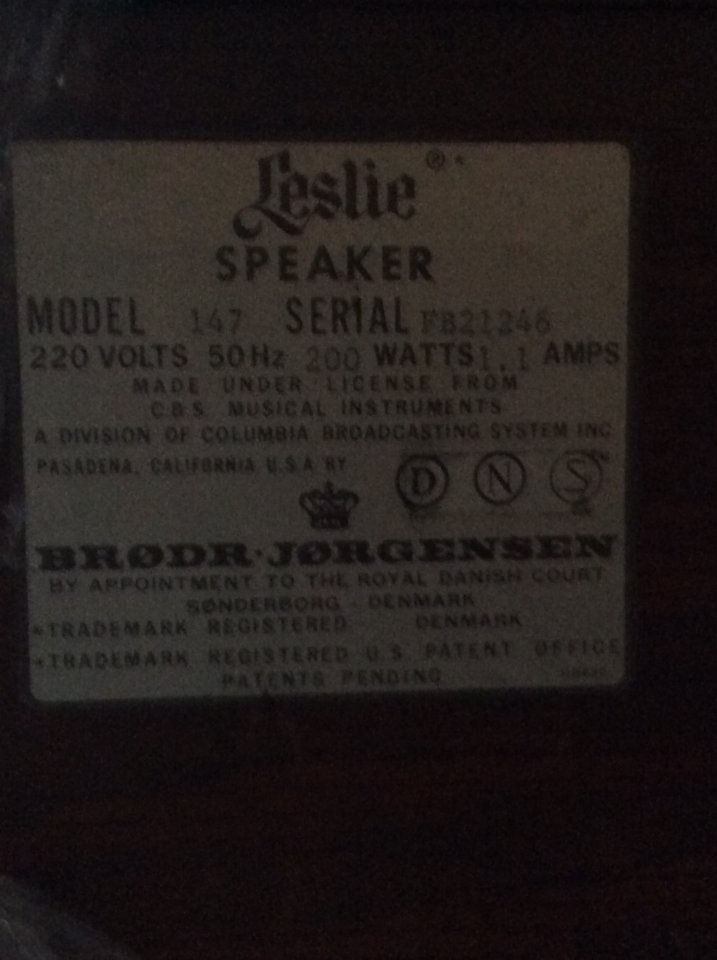 Leslie ® *
SPEAKER
MODEL 147 SERIAL FB21246
220 VOLTS 50Hz 200 WATTS 1.1 AMPS
MADE UNDER LICENSE FROM
C.B.S MUSICAL INSTRUMENTS
A DIVISION OF COLUMBIA BROADCASTING SYSTEM INC
PASADENA, CALIFORNIA U.S.A BY
D N S
BRØDR·JØRGENSEN
BY APPOINTMENT TO THE ROYAL DANISH COURT
SØNDERBORG - DENMARK
*TRADEMARK REGISTERED DENMARK
*TRADEMARK REGISTERED U.S. PATENT OFFICE
PATENTS PENDING